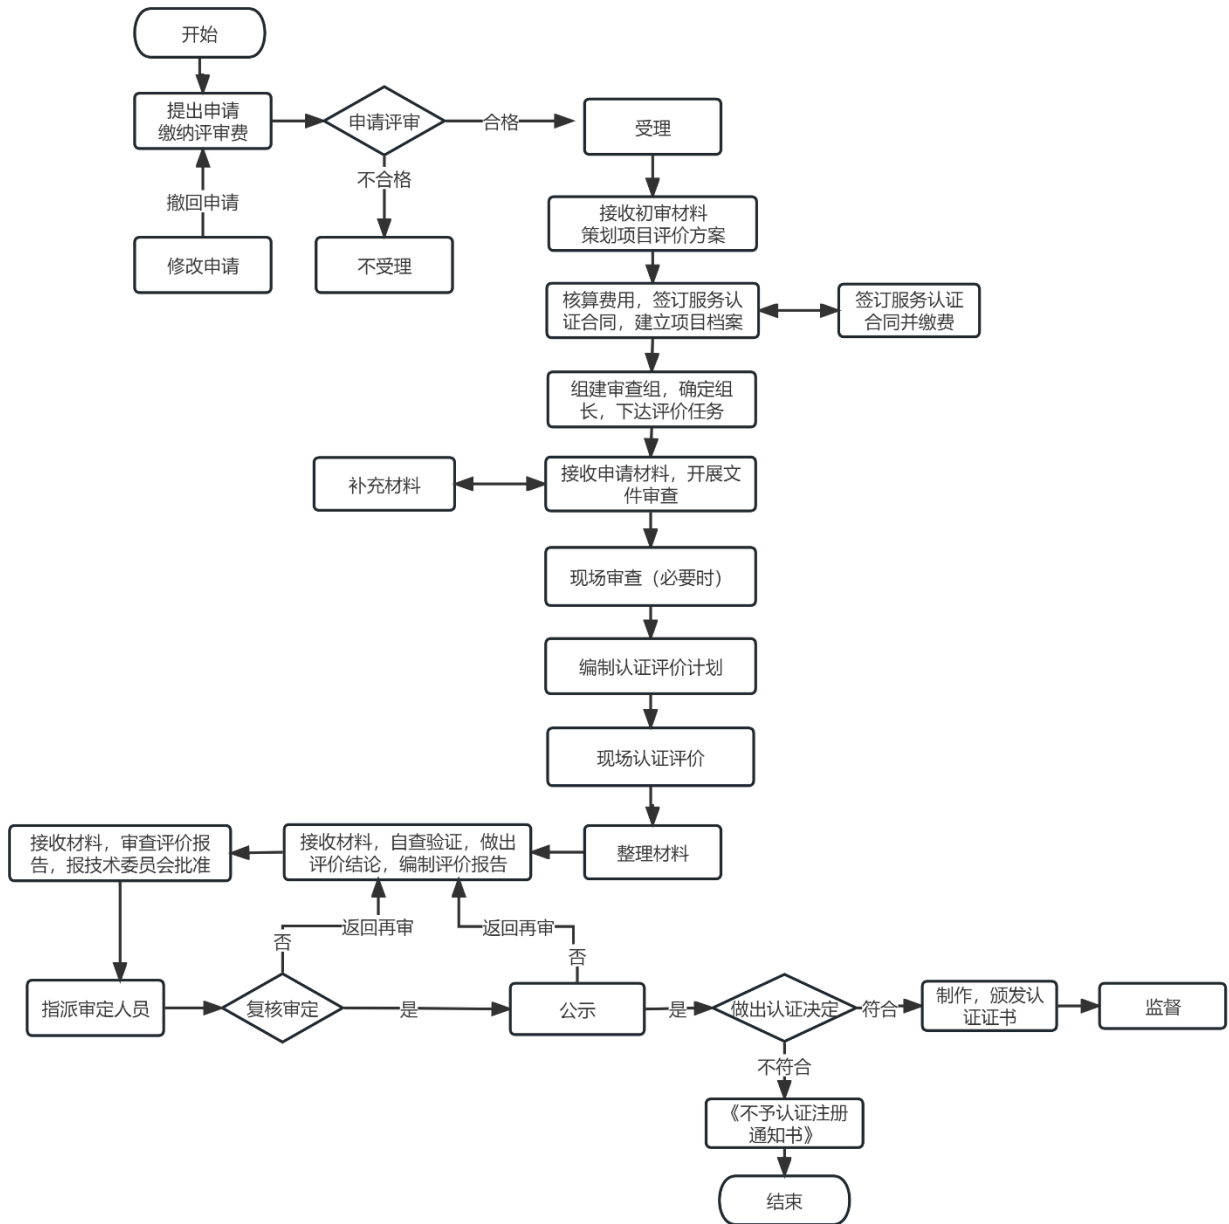 开始
提出申请
缴纳评审费
申请评审
合格
受理
不合格
撤回申请
修改申请
不受理
接收初审材料
策划项目评价方案
核算费用，签订服务认
证合同，建立项目档案
签订服务认证
合同并缴费
组建审查组，确定组
长，下达评价任务
补充材料
接收申请材料，开展文
件审查
现场审查（必要时）
编制认证评价计划
现场认证评价
接收材料，审查评价报
告，报技术委员会批准
接收材料，自查验证，做出
评价结论，编制评价报告
整理材料
否
返回再审
返回再审
否
指派审定人员
复核审定
是
公示
是
做出认证决定
符合
制作，颁发认
证证书
监督
不符合
《不予认证注册
通知书》
结束